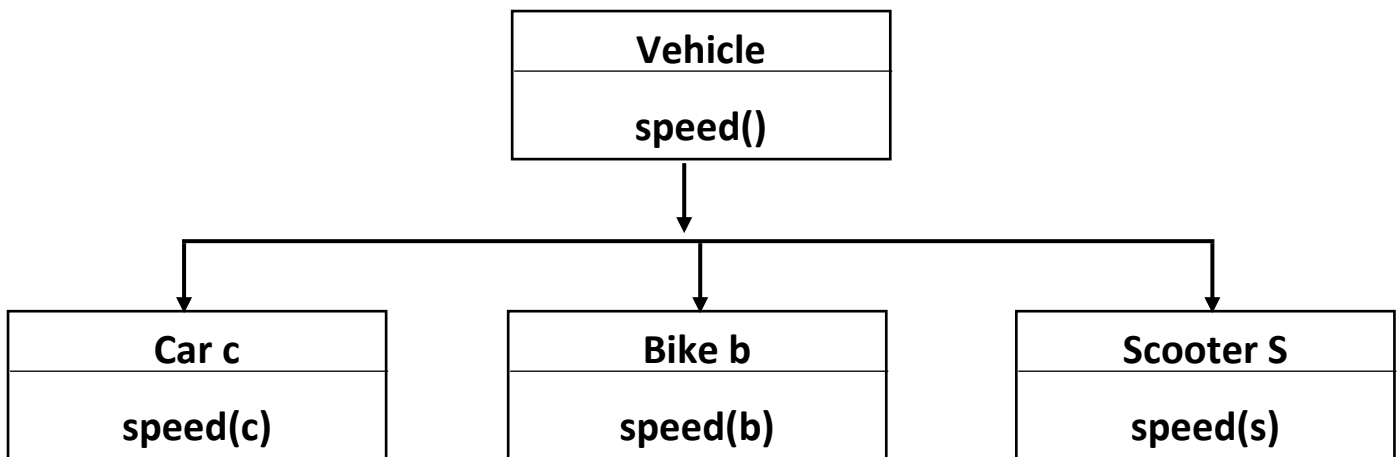 Vehicle
speed()
Car c
speed(c)
Bike b
speed(b)
Scooter S
speed(s)